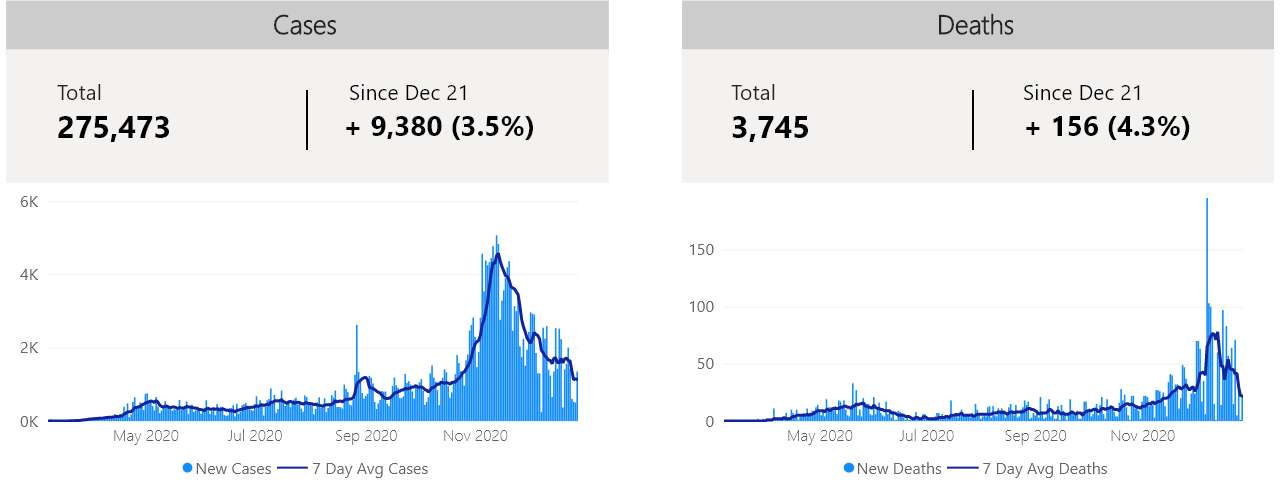 Cases
Total
275,473
Since Dec 21
+ 9,380 (3.5%)
6K
4K
2K
0K
May 2020
Jul 2020
Sep 2020
Nov 2020
New Cases
7 Day Avg Cases
Deaths
Total
3,745
Since Dec 21
+ 156 (4.3%)
150
100
50
0
May 2020
Jul 2020
Sep 2020
Nov 2020
New Deaths
7 Day Avg Deaths